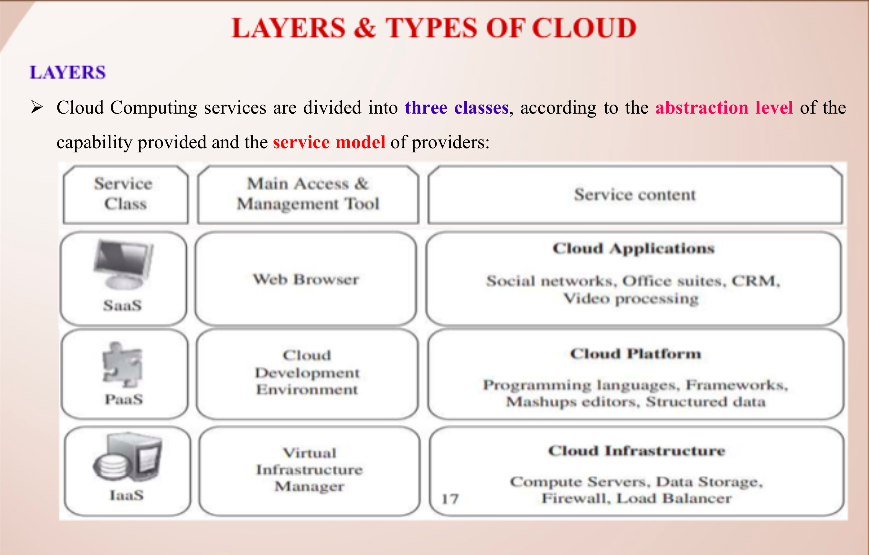 LAYERS & TYPES OF CLOUD
LAYERS
➢ Cloud Computing services are divided into three classes, according to the abstraction level of the
capability provided and the service model of providers:
Service
Class
Main Access &
Management Tool
Service content
SaaS
Web Browser
Cloud Applications
Social networks, Office suites, CRM,
Video processing
PaaS
Cloud
Development
Environment
Cloud Platform
Programming languages, Frameworks,
Mashups editors, Structured data
IaaS
Virtual
Infrastructure
Manager
Cloud Infrastructure
Compute Servers, Data Storage,
Firewall, Load Balancer
17